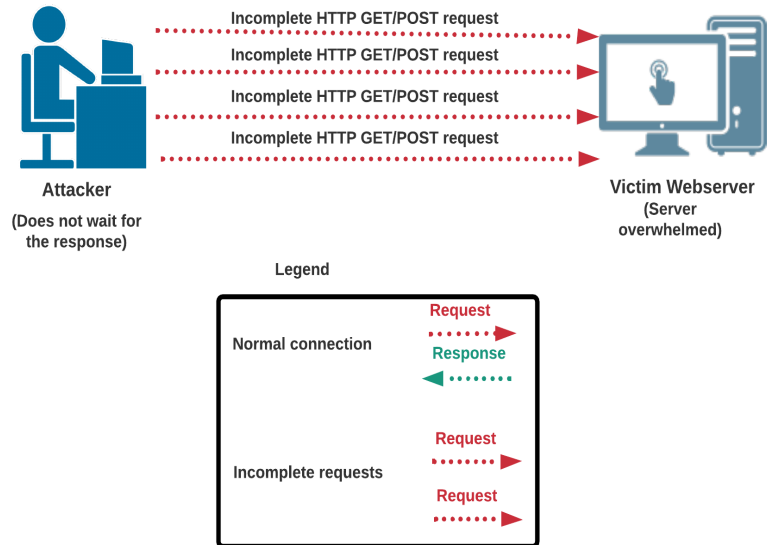 Incomplete HTTP GET/POST request
Incomplete HTTP GET/POST request
Incomplete HTTP GET/POST request
Incomplete HTTP GET/POST request
Attacker
(Does not wait for
the response)
Victim Webserver
(Server
overwhelmed)
Legend
Normal connection
Request
Response
Incomplete requests
Request
Request